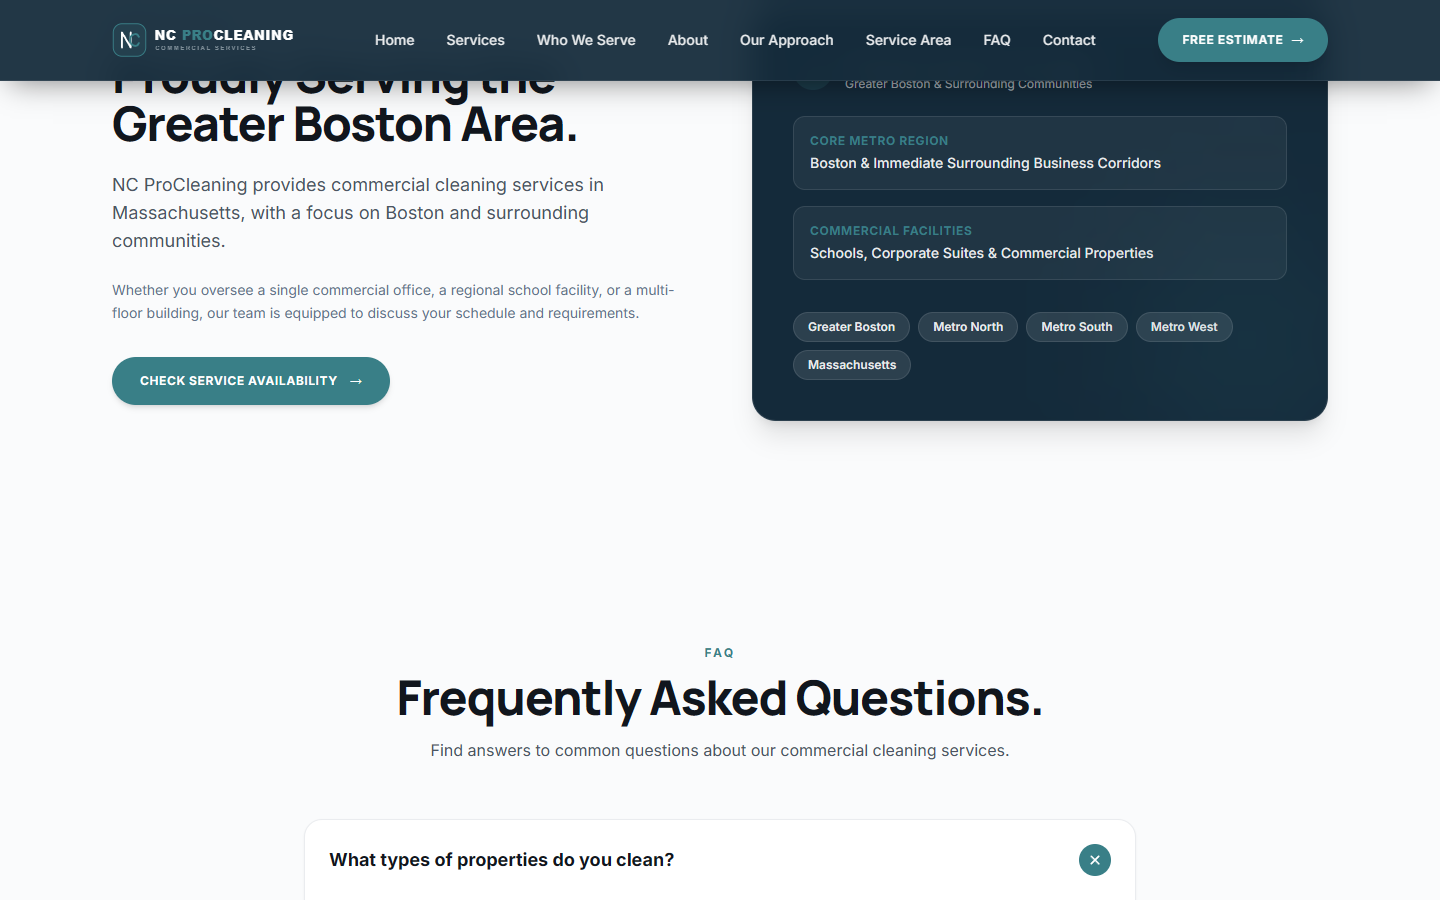 NC PROCLEANING
COMMERCIAL SERVICES
Home
Services
Who We Serve
About
Our Approach
Service Area
FAQ
Contact
FREE ESTIMATE →
Proudly Serving the
Greater Boston Area.
NC ProCleaning provides commercial cleaning services in
Massachusetts, with a focus on Boston and surrounding
communities.
Whether you oversee a single commercial office, a regional school facility, or a multi-
floor building, our team is equipped to discuss your schedule and requirements.
CHECK SERVICE AVAILABILITY →
Greater Boston & Surrounding Communities
CORE METRO REGION
Boston & Immediate Surrounding Business Corridors
COMMERCIAL FACILITIES
Schools, Corporate Suites & Commercial Properties
Greater Boston
Metro North
Metro South
Metro West
Massachusetts
FAQ
Frequently Asked Questions.
Find answers to common questions about our commercial cleaning services.
What types of properties do you clean?